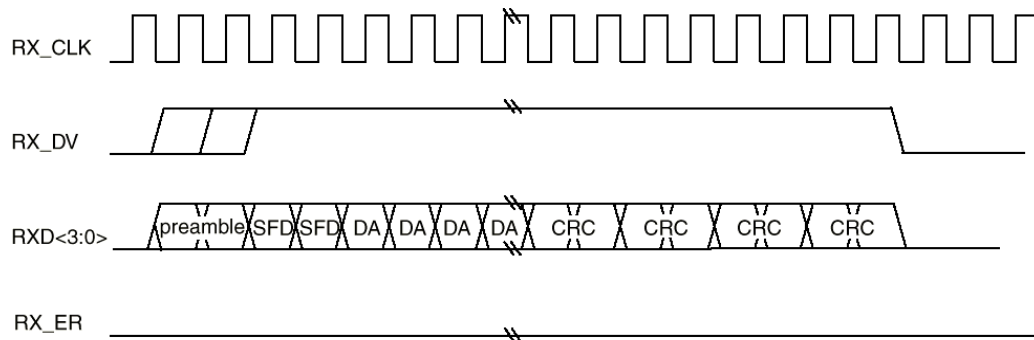 RX_CLK
RX_DV
RXD<3:0> preamble SFD SFD DA DA DA DA CRC CRC CRC CRC
RX_ER